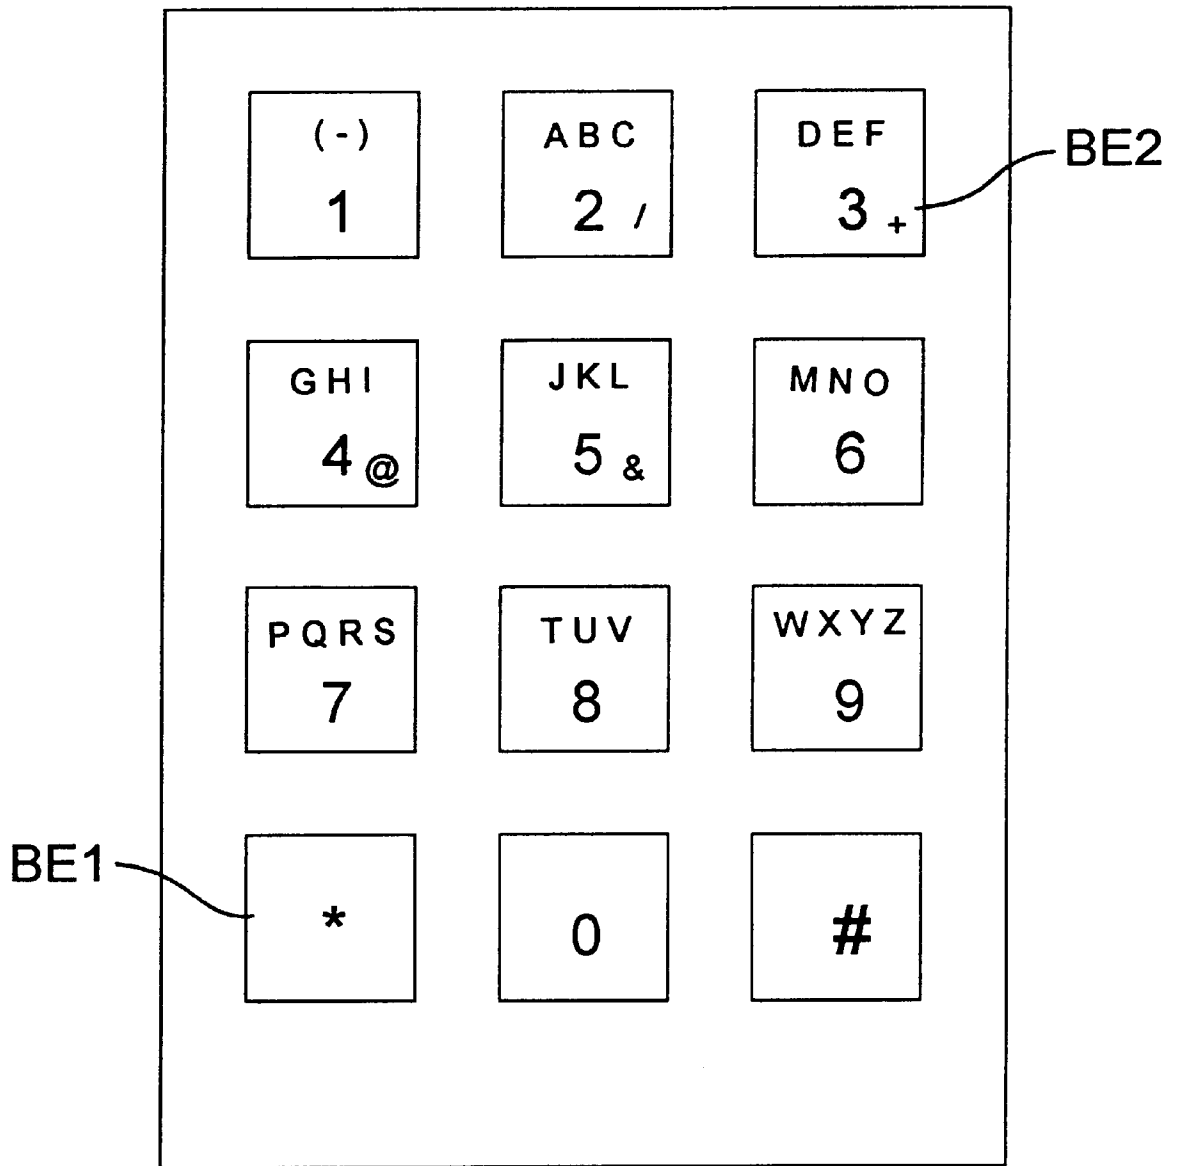 ( - ) ABC DEF BE2
1 2 / 3 +
GHI JKL MNO
4 @ 5 & 6
PQRS TUV WXYZ
7 8 9
BE1 * 0 #